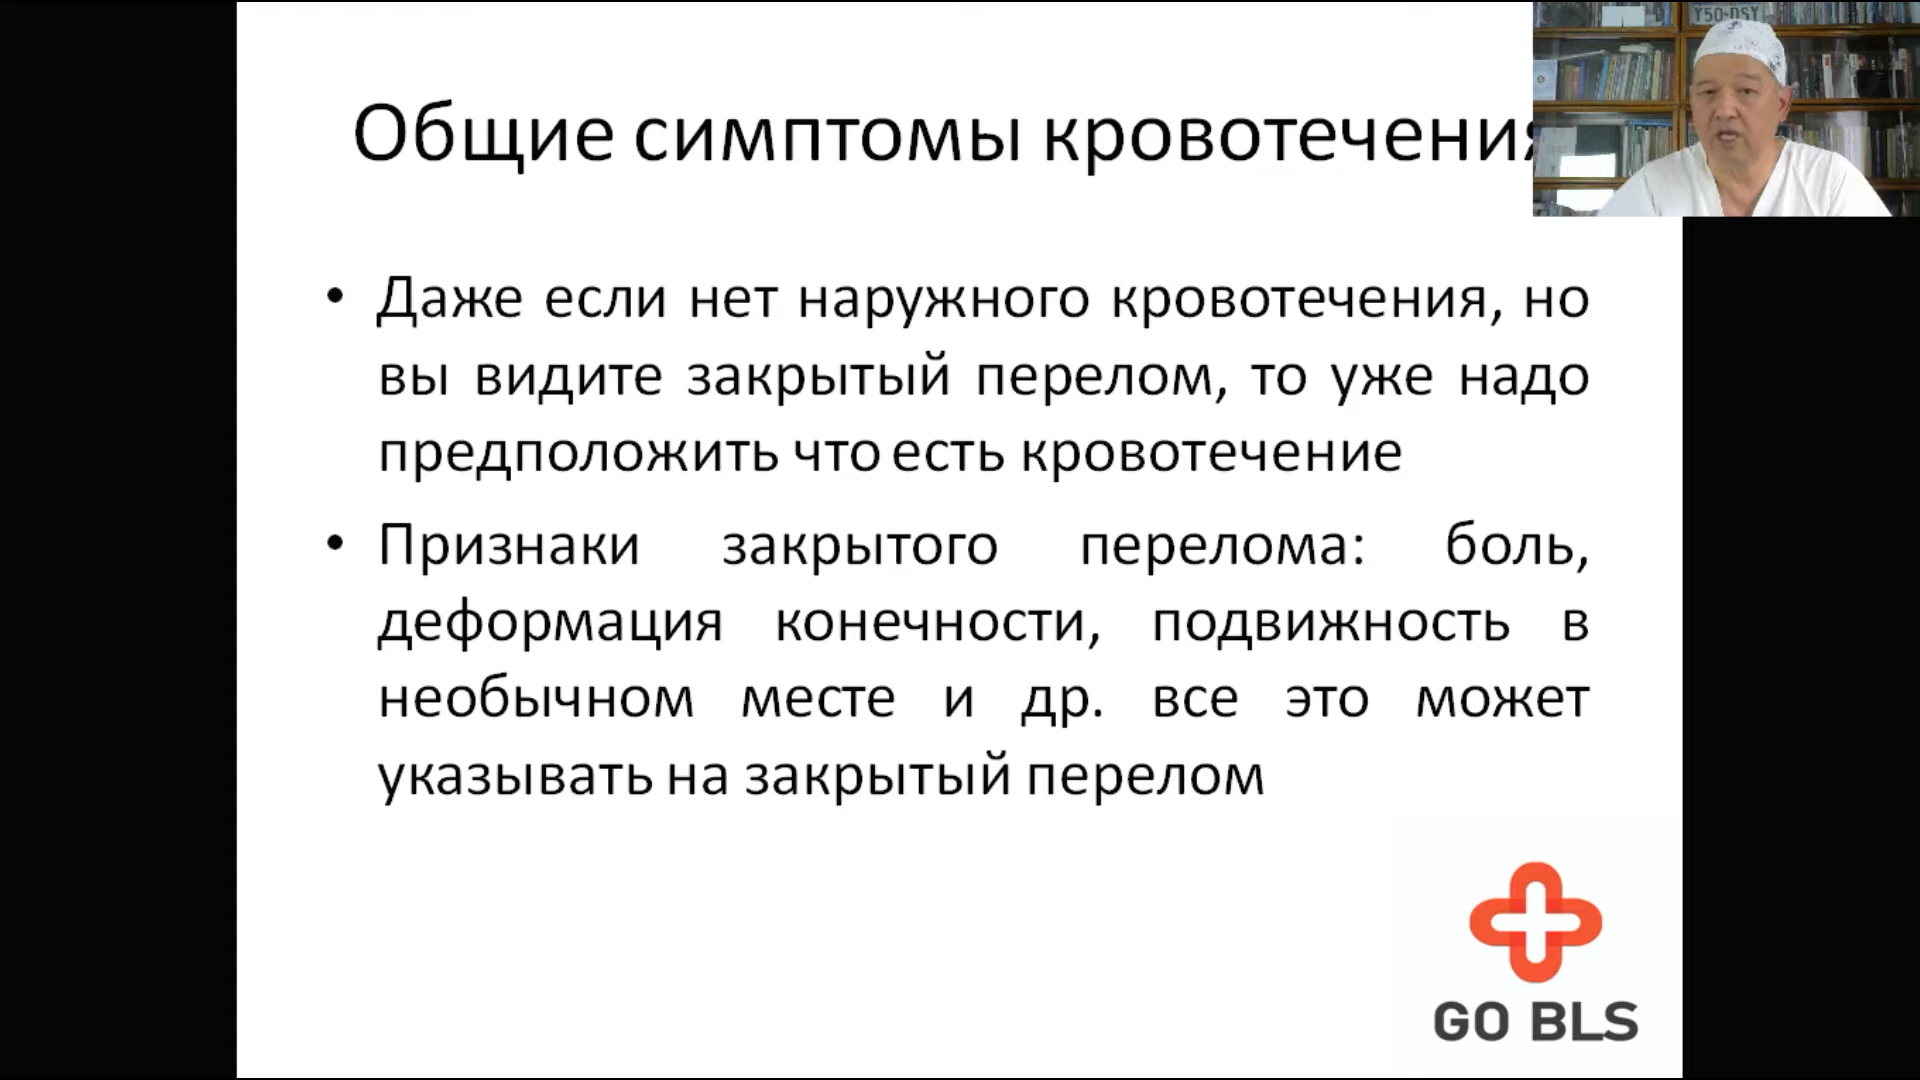 Общие симптомы кровотечения
Y50-DSY
Даже если нет наружного кровотечения, но
вы видите закрытый перелом, то уже надо
предположить что есть кровотечение
Признаки закрытого перелома: боль,
деформация конечности, подвижность в
необычном месте и др. все это может
указывать на закрытый перелом
GO BLS